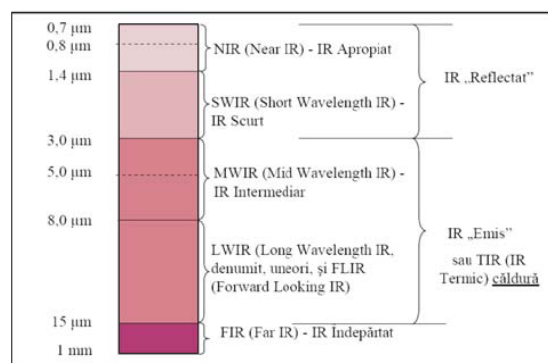 0,7 µm
0,8 µm
1,4 µm
3,0 µm
5,0 µm
8,0 µm
15 µm
1 mm
NIR (Near IR) - IR Apropiat
SWIR (Short Wavelength IR) -
IR Scurt
MWIR (Mid Wavelength IR) -
IR Intermediar
LWIR (Long Wavelength IR,
denumit, uneori, și FLIR
(Forward Looking IR)
FIR (Far IR) - IR Îndepărtat
IR „Reflectat”
IR „Emis”
sau TIR (IR
Termic) căldură